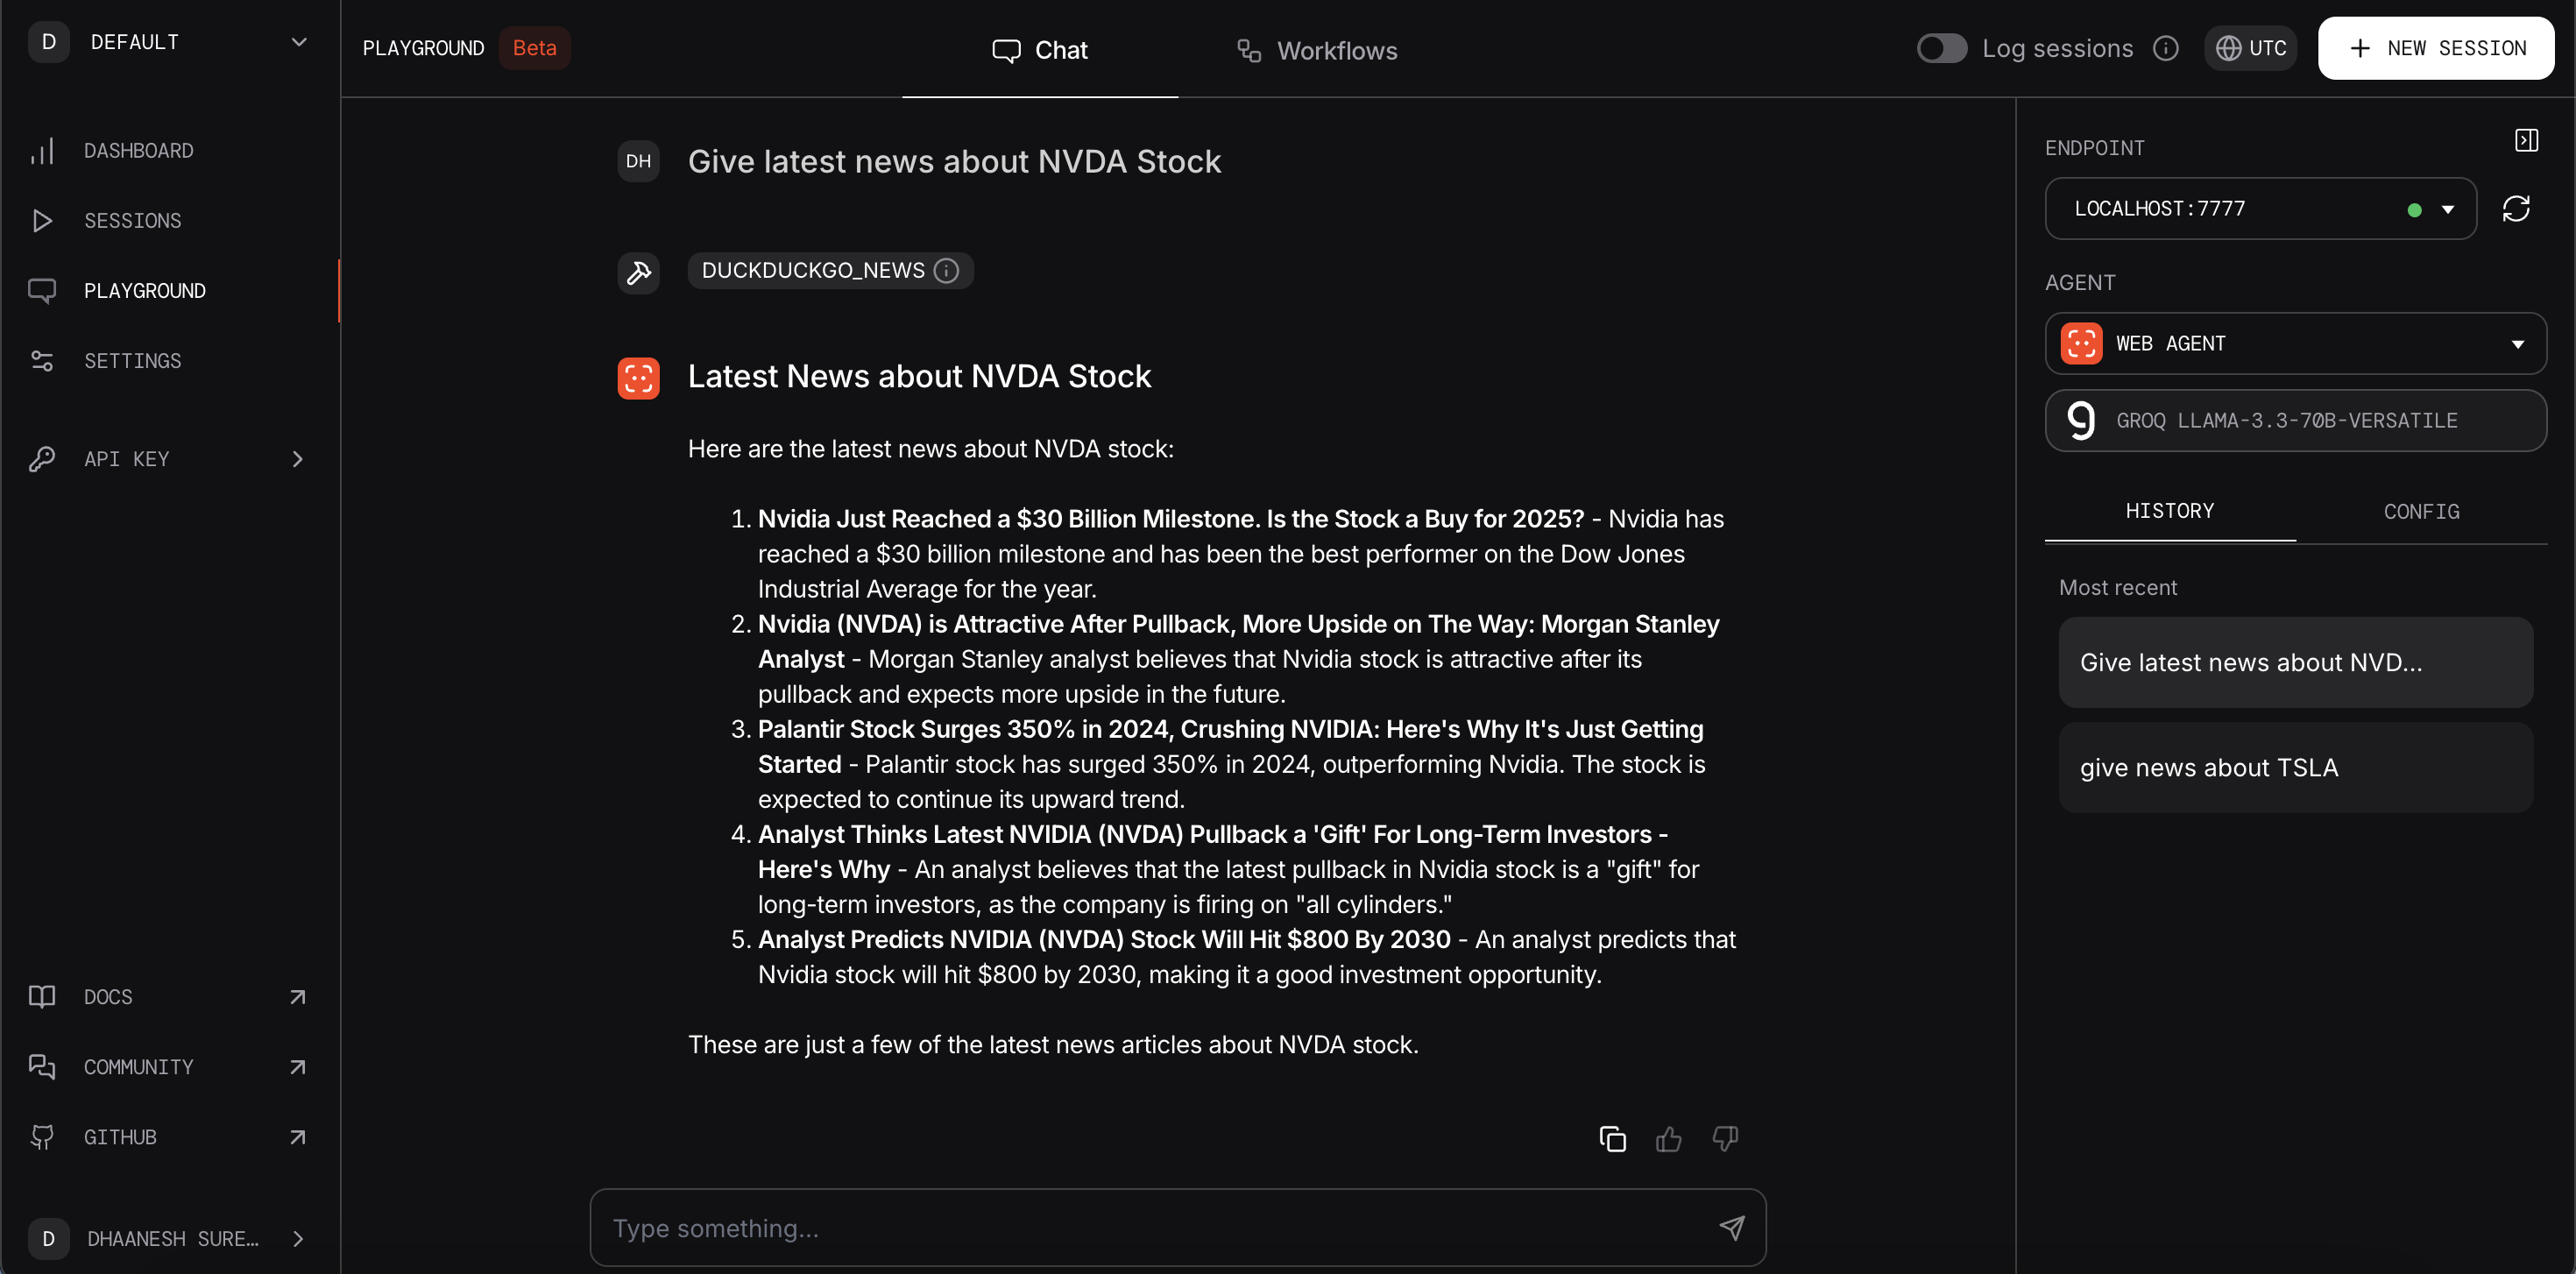 D DEFAULT
DASHBOARD
SESSIONS
PLAYGROUND
SETTINGS
API KEY
DOCS
COMMUNITY
GITHUB
D DHAANESH SURE...
PLAYGROUND Beta
Chat
Workflows
Log sessions
UTC
+ NEW SESSION
DH Give latest news about NVDA Stock
DUCKDUCKGO_NEWS
Latest News about NVDA Stock
Here are the latest news about NVDA stock:
1. Nvidia Just Reached a $30 Billion Milestone. Is the Stock a Buy for 2025? - Nvidia has
reached a $30 billion milestone and has been the best performer on the Dow Jones
Industrial Average for the year.
2. Nvidia (NVDA) is Attractive After Pullback, More Upside on The Way: Morgan Stanley
Analyst - Morgan Stanley analyst believes that Nvidia stock is attractive after its
pullback and expects more upside in the future.
3. Palantir Stock Surges 350% in 2024, Crushing NVIDIA: Here's Why It's Just Getting
Started - Palantir stock has surged 350% in 2024, outperforming Nvidia. The stock is
expected to continue its upward trend.
4. Analyst Thinks Latest NVIDIA (NVDA) Pullback a 'Gift' For Long-Term Investors -
Here's Why - An analyst believes that the latest pullback in Nvidia stock is a "gift" for
long-term investors, as the company is firing on "all cylinders."
5. Analyst Predicts NVIDIA (NVDA) Stock Will Hit $800 By 2030 - An analyst predicts that
Nvidia stock will hit $800 by 2030, making it a good investment opportunity.
These are just a few of the latest news articles about NVDA stock.
Type something...
ENDPOINT
LOCALHOST:7777
AGENT
WEB AGENT
GROQ LLAMA-3.3-70B-VERSATILE
HISTORY
CONFIG
Most recent
Give latest news about NVD...
give news about TSLA